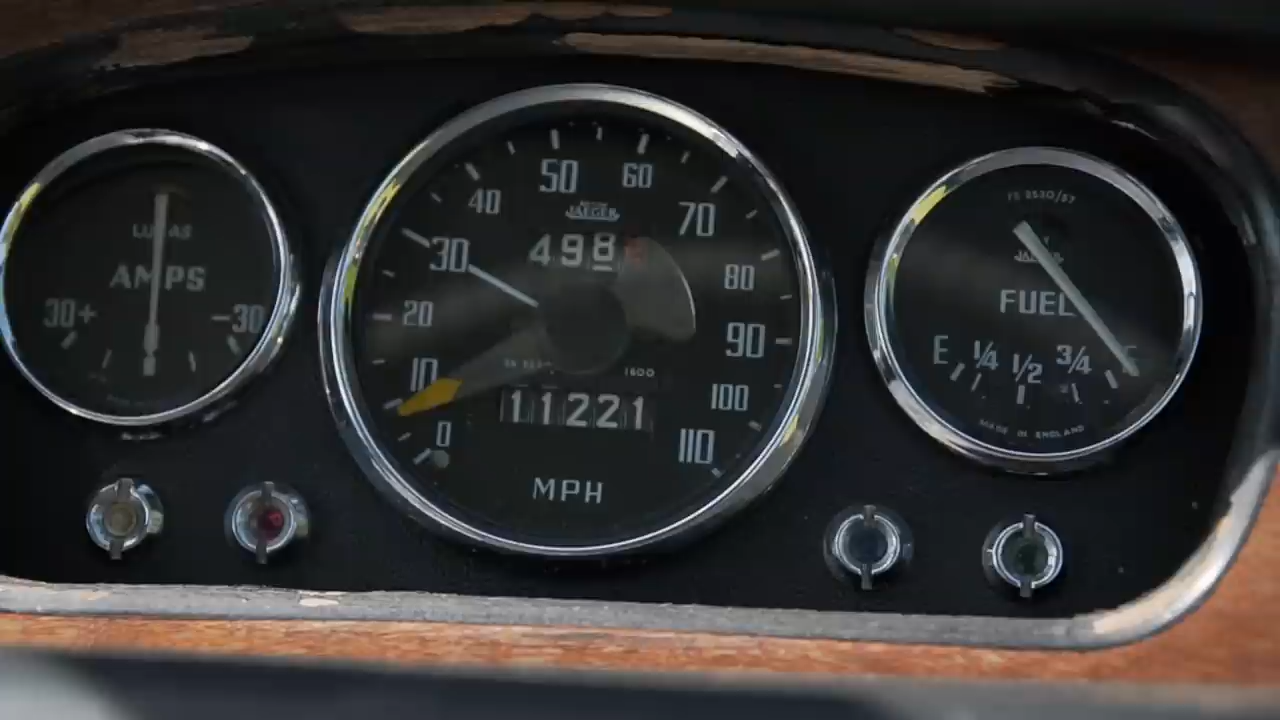 LUCAS
AMPS
30+ -30
50 60
40 70
JAEGER
498
30 80
20 90
10 100
1600
11221
0 110
MPH
JAEGER
FUEL
E 1/4 1/2 3/4 F
MADE IN ENGLAND